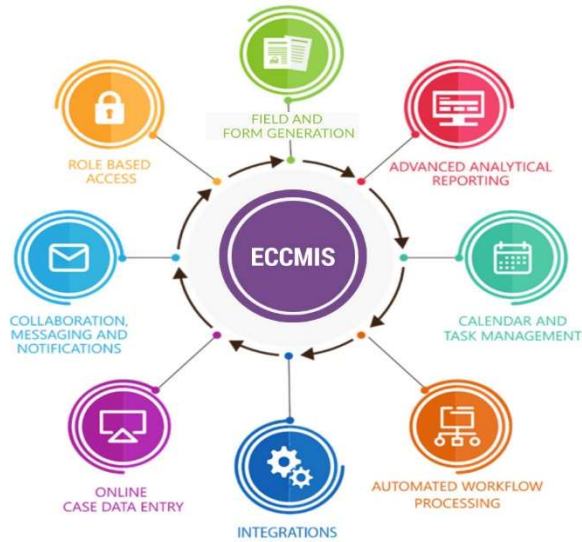 FIELD AND
FORM GENERATION
ROLE BASED
ACCESS
ADVANCED ANALYTICAL
REPORTING
ECCMIS
COLLABORATION,
MESSAGING AND
NOTIFICATIONS
CALENDAR AND
TASK MANAGEMENT
ONLINE
CASE DATA ENTRY
AUTOMATED WORKFLOW
PROCESSING
INTEGRATIONS